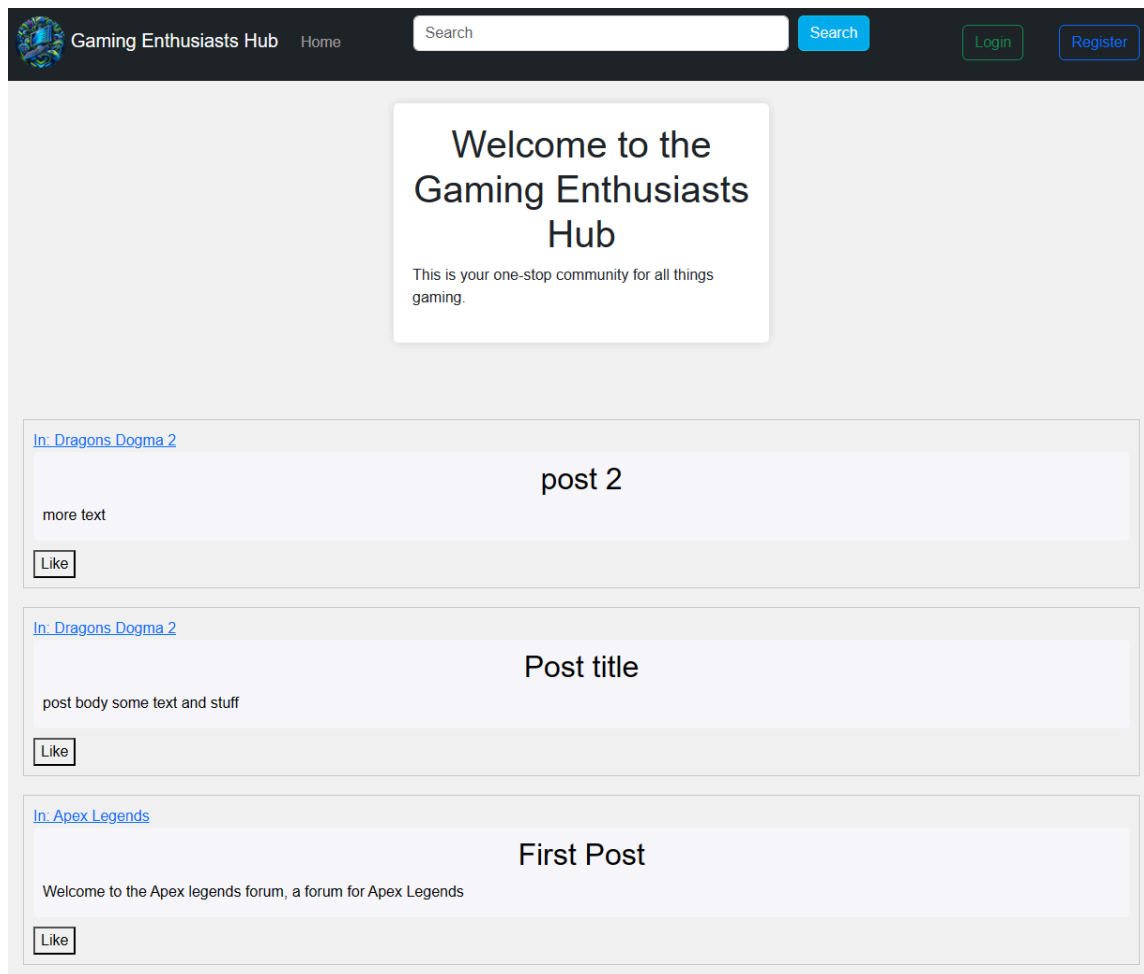 Gaming Enthusiasts Hub Home Search Search Login Register
Welcome to the
Gaming Enthusiasts
Hub
This is your one-stop community for all things
gaming.
In: Dragons Dogma 2
post 2
more text
Like
In: Dragons Dogma 2
Post title
post body some text and stuff
Like
In: Apex Legends
First Post
Welcome to the Apex legends forum, a forum for Apex Legends
Like